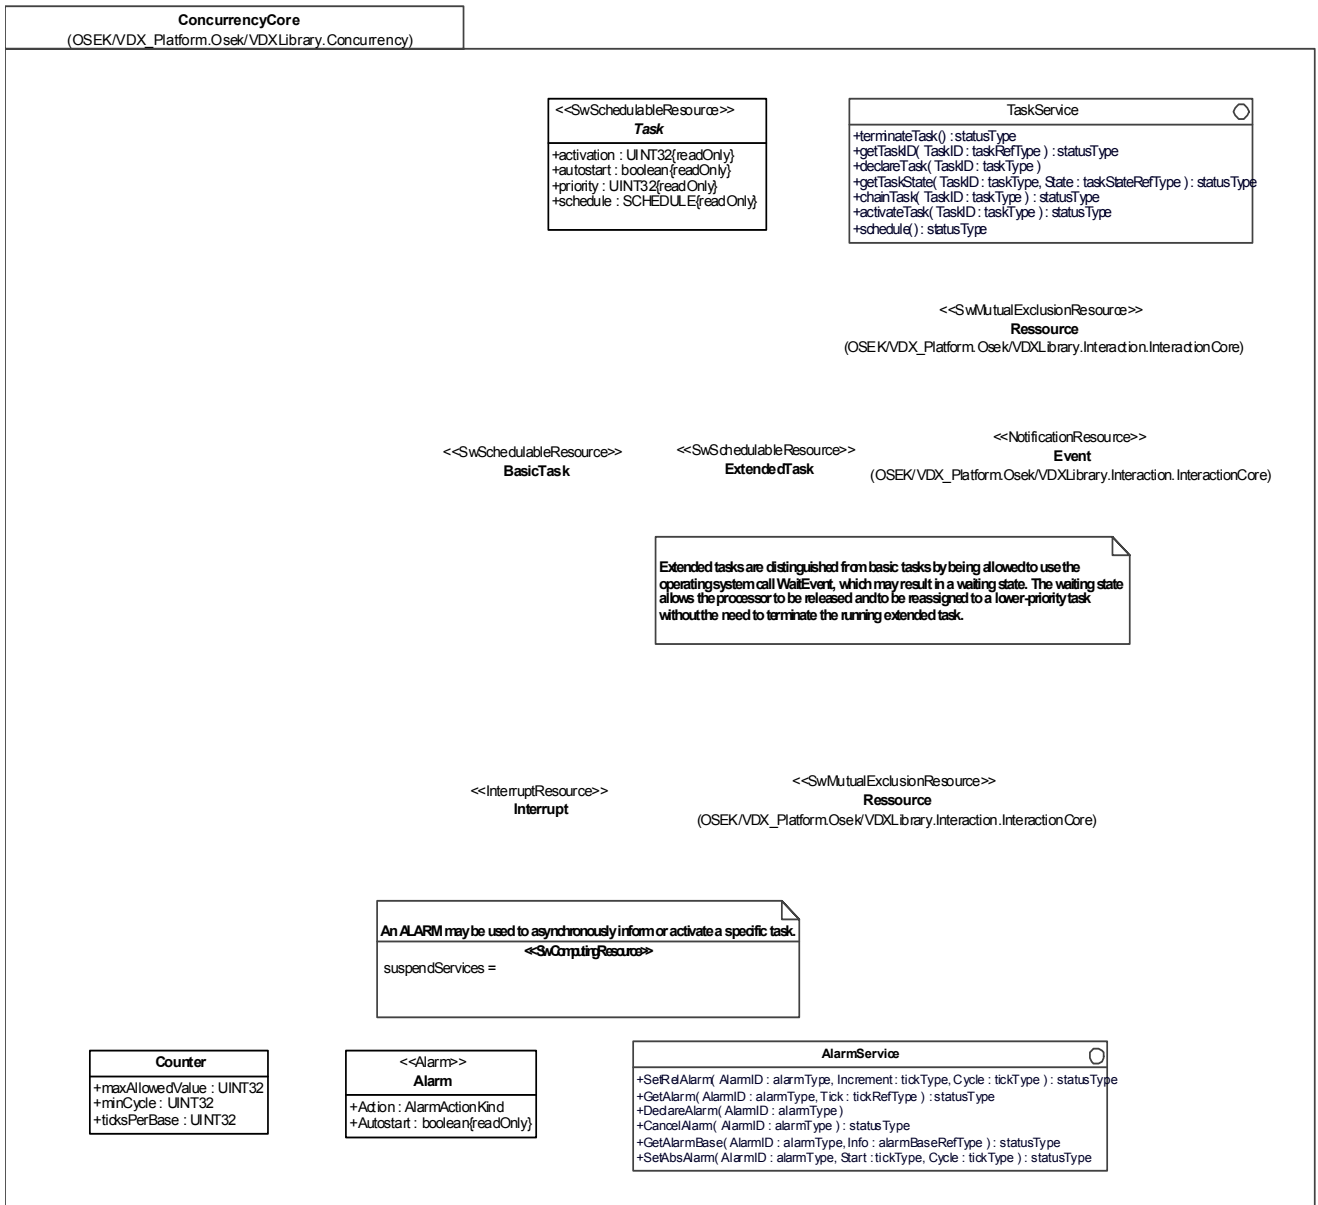 ConcurrencyCore
(OSEK/VDX_Platform.Osek/VDXLibrary.Concurrency)
<<SwSchedulableResource>>
Task
+activation : UINT32{readOnly}
+autostart : boolean{readOnly}
+priority : UINT32{readOnly}
+schedule : SCHEDULE{readOnly}
TaskService
+terminateTask() : statusType
+getTaskID( TaskID : taskRefType ) : statusType
+declareTask( TaskID : taskType )
+getTaskState( TaskID : taskType, State : taskStateRefType ) : statusType
+chainTask( TaskID : taskType ) : statusType
+activateTask( TaskID : taskType ) : statusType
+schedule() : statusType
<<SwMutualExclusionResource>>
Ressource
(OSEK/VDX_Platform.Osek/VDXLibrary.Interaction.InteractionCore)
<<SwSchedulableResource>>
BasicTask
<<SwSchedulableResource>>
ExtendedTask
<<NotificationResource>>
Event
(OSEK/VDX_Platform.Osek/VDXLibrary.Interaction.InteractionCore)
Extended tasks are distinguished from basic tasks by being allowed to use the
operating system call WaitEvent, which may result in a waiting state. The waiting state
allows the processor to be released and to be reassigned to a lower-priority task
without the need to terminate the running extended task.
<<InterruptResource>>
Interrupt
<<SwMutualExclusionResource>>
Ressource
(OSEK/VDX_Platform.Osek/VDXLibrary.Interaction.InteractionCore)
An ALARM may be used to asynchronously inform or activate a specific task.
<<SwComputingResource>>
suspendServices =
Counter
+maxAllowedValue : UINT32
+minCycle : UINT32
+ticksPerBase : UINT32
<<Alarm>>
Alarm
+Action : AlarmActionKind
+Autostart : boolean{readOnly}
AlarmService
+SetRelAlarm( AlarmID : alarmType, Increment : tickType, Cycle : tickType ) : statusType
+GetAlarm( AlarmID : alarmType, Tick : tickRefType ) : statusType
+DeclareAlarm( AlarmID : alarmType )
+CancelAlarm( AlarmID : alarmType ) : statusType
+GetAlarmBase( AlarmID : alarmType, Info : alarmBaseRefType ) : statusType
+SetAbsAlarm( AlarmID : alarmType, Start : tickType, Cycle : tickType ) : statusType